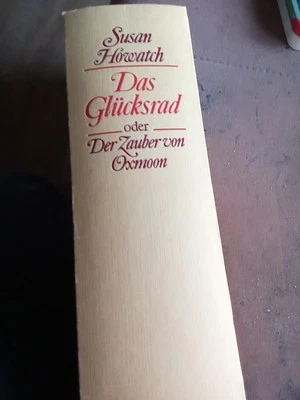 Susan
Howatch
Das
Glücksrad
oder
Der Zauber von
Oxmoon